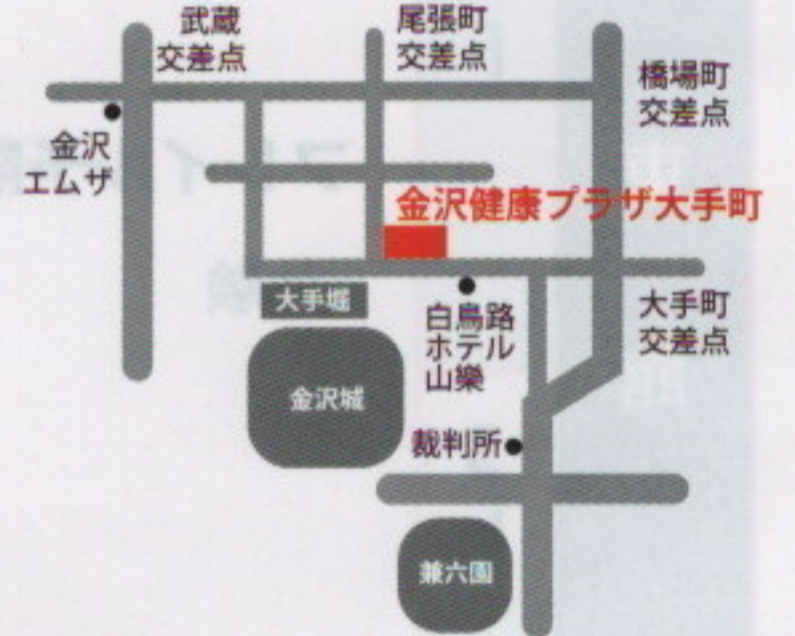 武蔵
交差点
尾張町
交差点
橋場町
交差点
金沢
エムザ
金沢健康プラザ大手町
大手堀
白鳥路
ホテル
山樂
大手町
交差点
金沢城
裁判所
兼六園